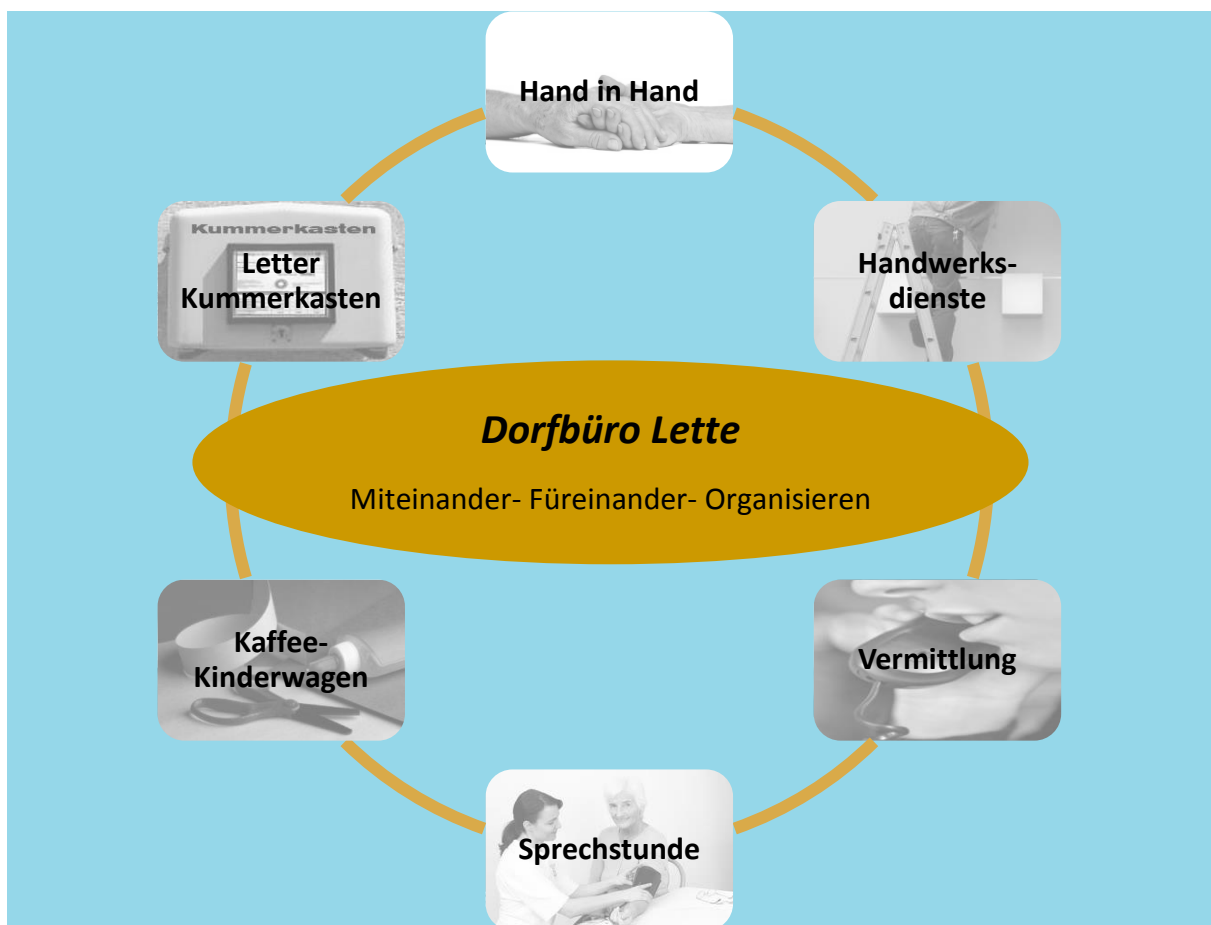 Hand in Hand
Kummerkasten
Letter
Kummerkasten
Handwerks-
dienste
Dorfbüro Lette
Miteinander- Füreinander- Organisieren
Kaffee-
Kinderwagen
Vermittlung
Sprechstunde